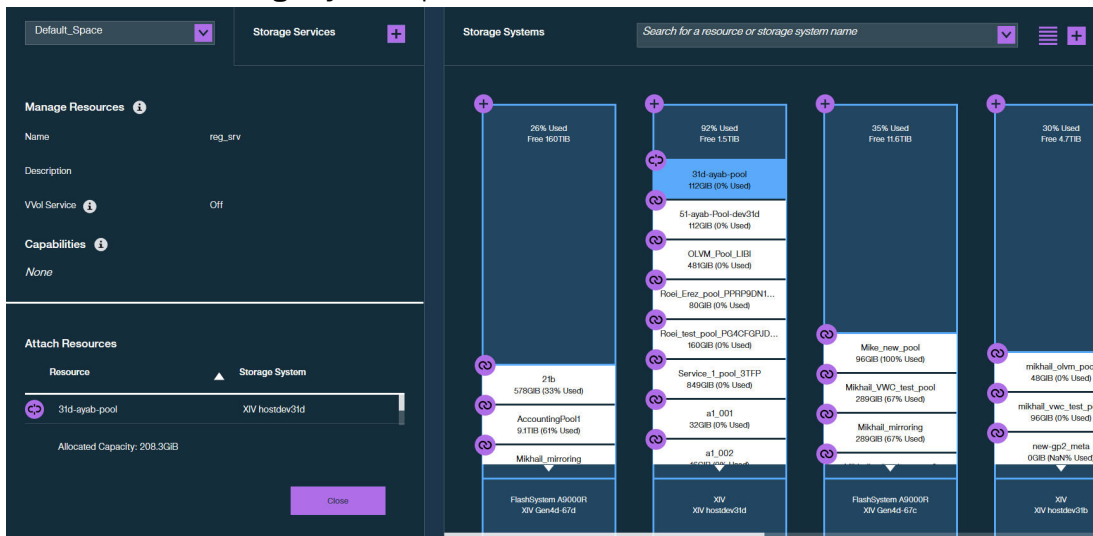 Default_Space
Storage Services
Storage Systems
Search for a resource or storage system name
Manage Resources
Name
reg_srv
Description
VVol Service
Off
Capabilities
None
Attach Resources
Resource
Storage System
31d-ayab-pool
XIV hostdev31d
Allocated Capacity: 208.3GiB
Close
26% Used
Free 160TIB
21b
578GIB (33% Used)
AccountingPool1
9.1TIB (61% Used)
Mikhail_mirroring
FlashSystem A9000R
XIV Gen4d-67d
92% Used
Free 1.5TIB
31d-ayab-pool
112GIB (0% Used)
51-ayab-Pool-dev31d
112GIB (0% Used)
OLVM_Pool_LIBI
481GIB (0% Used)
Roei_Erez_pool_PPRP9DN1...
80GIB (0% Used)
Roei_test_pool_PG4CFGPJD...
160GIB (0% Used)
Service_1_pool_3TFP
849GIB (0% Used)
a1_001
32GIB (0% Used)
a1_002
XIV
XIV hostdev31d
35% Used
Free 11.6TIB
Mike_new_pool
96GIB (100% Used)
Mikhail_VWC_test_pool
289GIB (67% Used)
Mikhail_mirroring
289GIB (67% Used)
FlashSystem A9000R
XIV Gen4d-67c
30% Used
Free 4.7TIB
mikhail_olvm_poo
48GIB (0% Used)
mikhail_vwc_test_p
96GIB (0% Used)
new-gp2_meta
0GIB (NaN% Used)
XIV
XIV hostdev31b